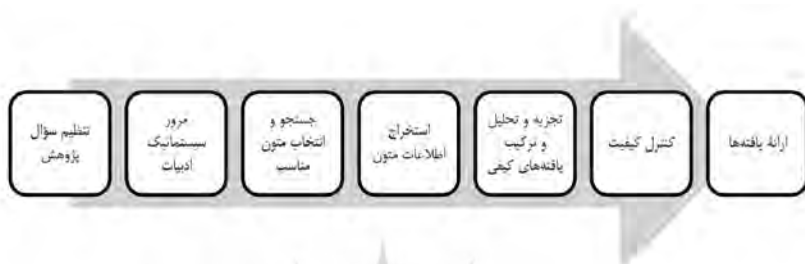 تنظیم سؤال
پژوهش
مرور
سیستماتیک
ادبیات
جستجو و
انتخاب متون
مناسب
استخراج
اطلاعات متون
تجزیه و تحلیل
و ترکیب
یافته‌های کیفی
کنترل کیفیت
ارائۀ یافته‌ها